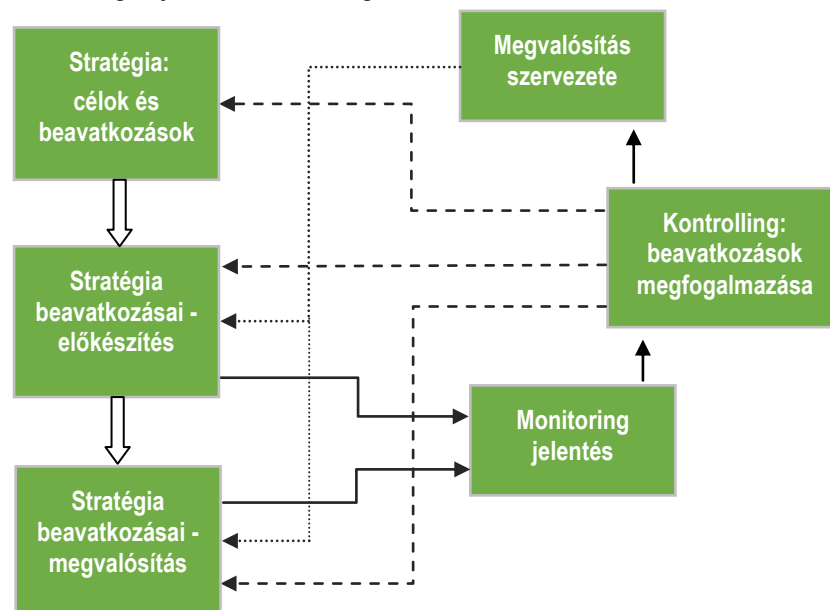 Stratégia:
célok és
beavatkozások
Megvalósítás
szervezete
Kontrolling:
beavatkozások
megfogalmazása
Stratégia
beavatkozásai -
előkészítés
Monitoring
jelentés
Stratégia
beavatkozásai -
megvalósítás